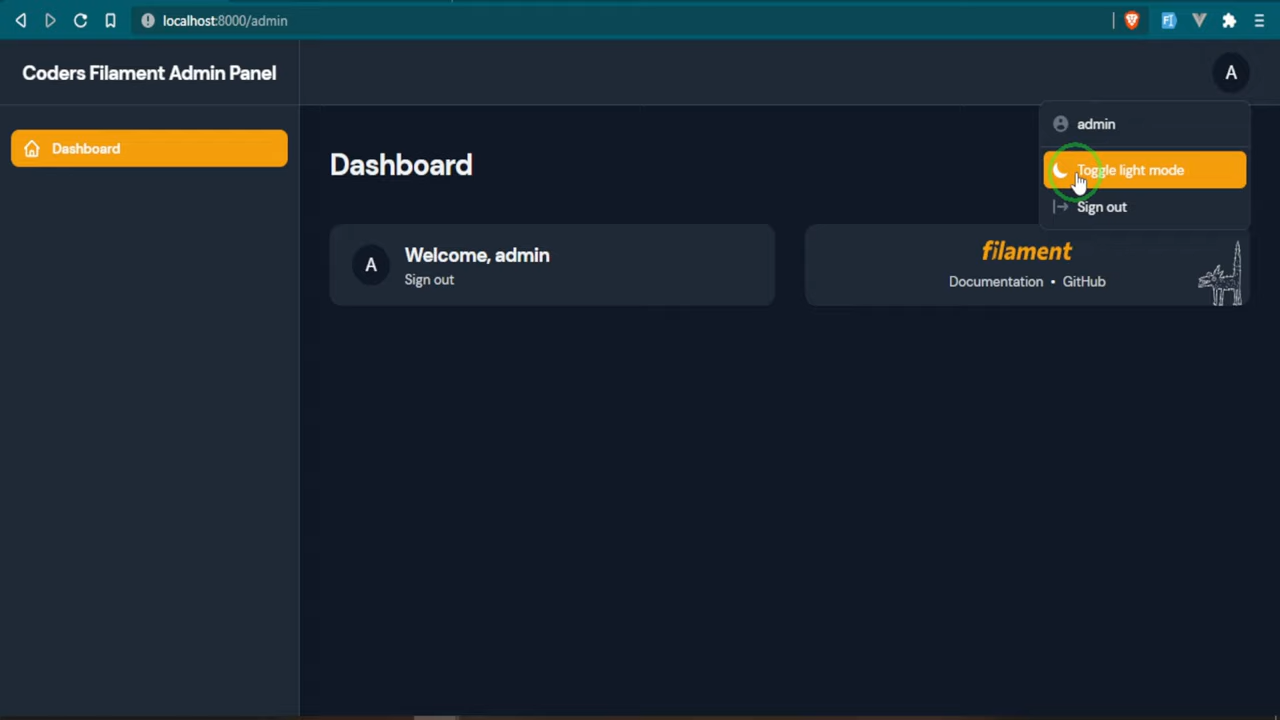 localhost:8000/admin
Coders Filament Admin Panel
A
admin
Dashboard
Dashboard
Toggle light mode
Sign out
A
Welcome, admin
Sign out
filament
Documentation • GitHub